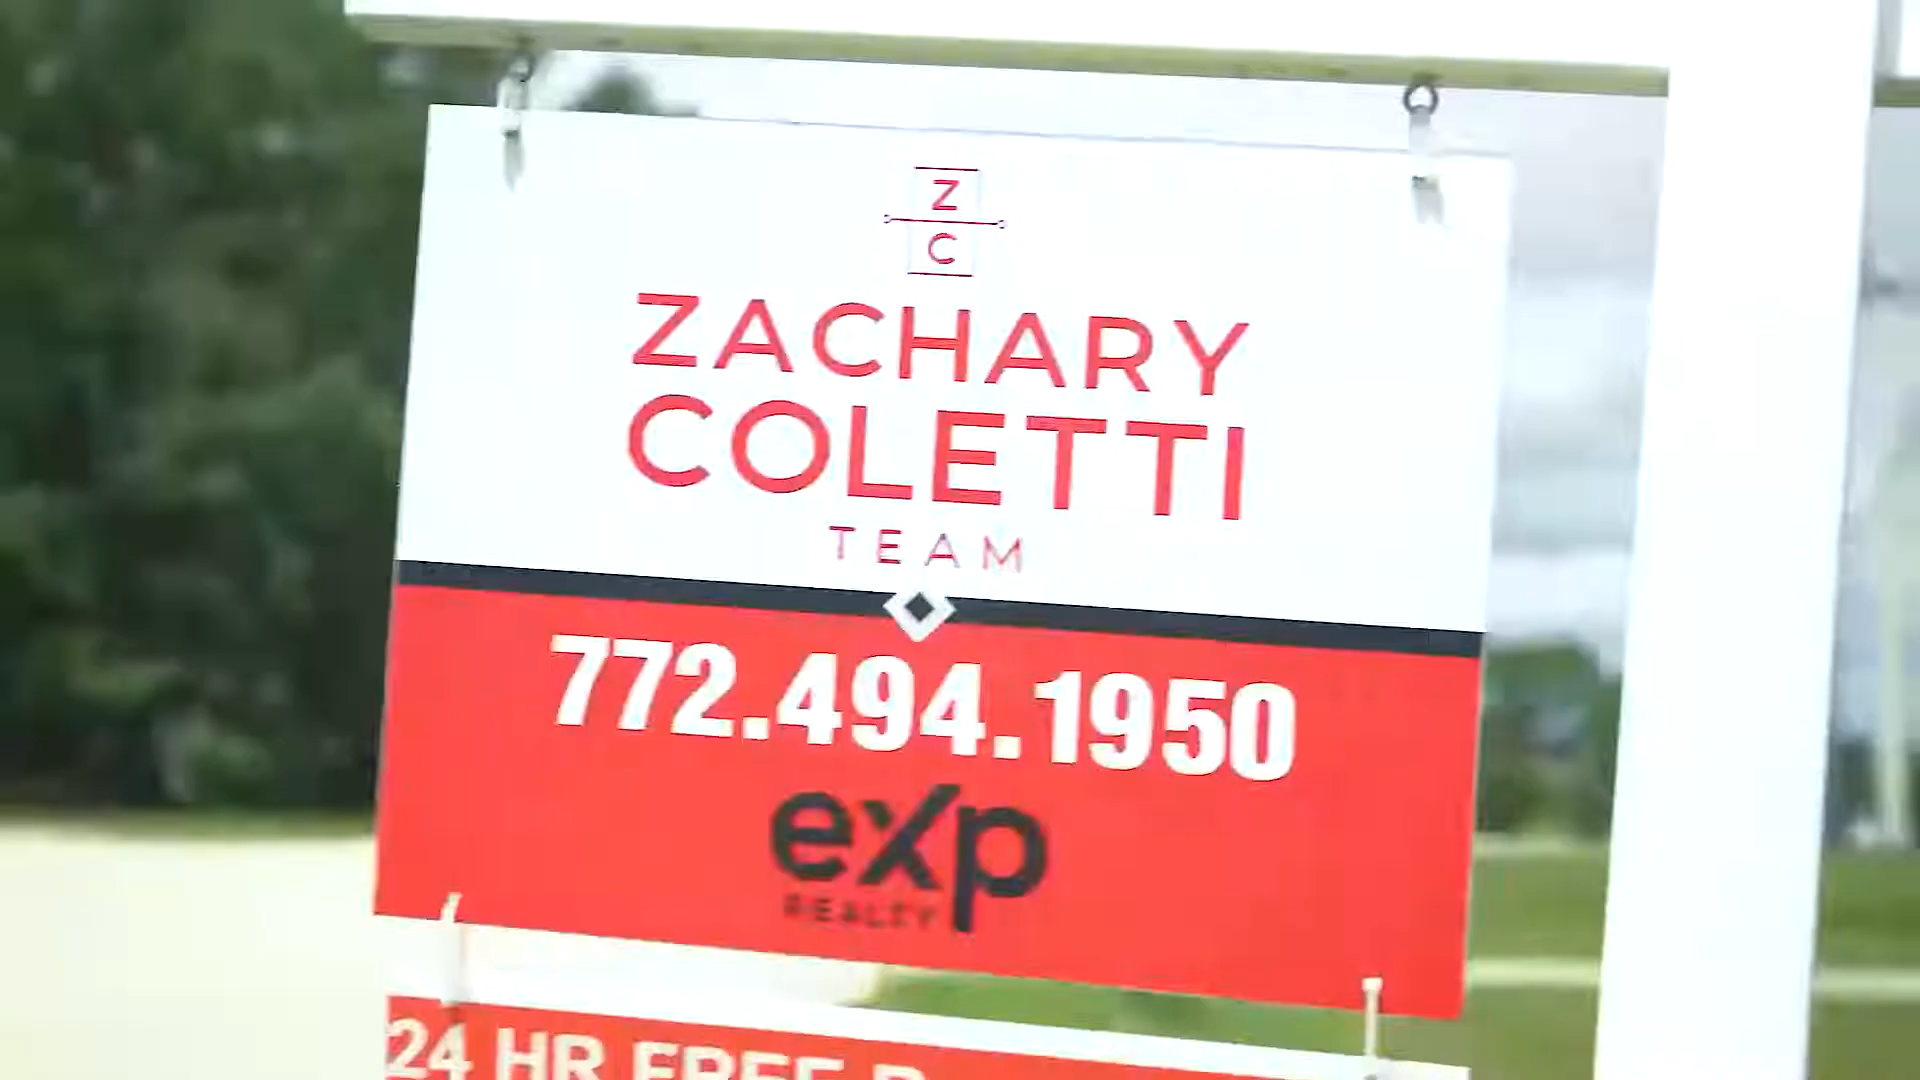 Z
C
ZACHARY
COLETTI
TEAM
772.494.1950
exp
REALTY
24 HR FREE